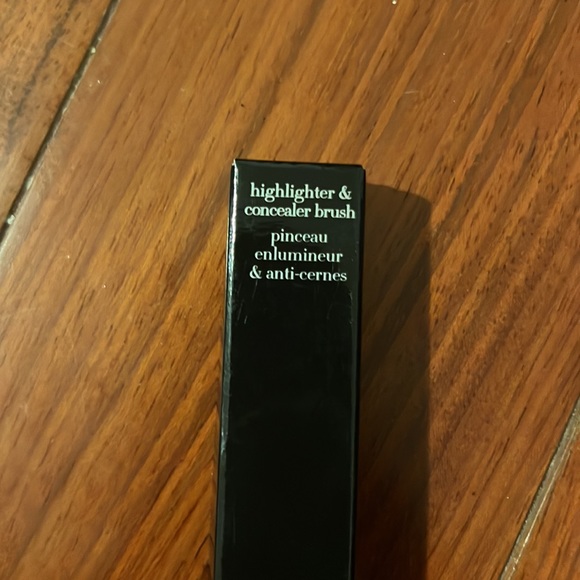 highlighter &
concealer brush
pinceau
enlumineur
& anti-cernes